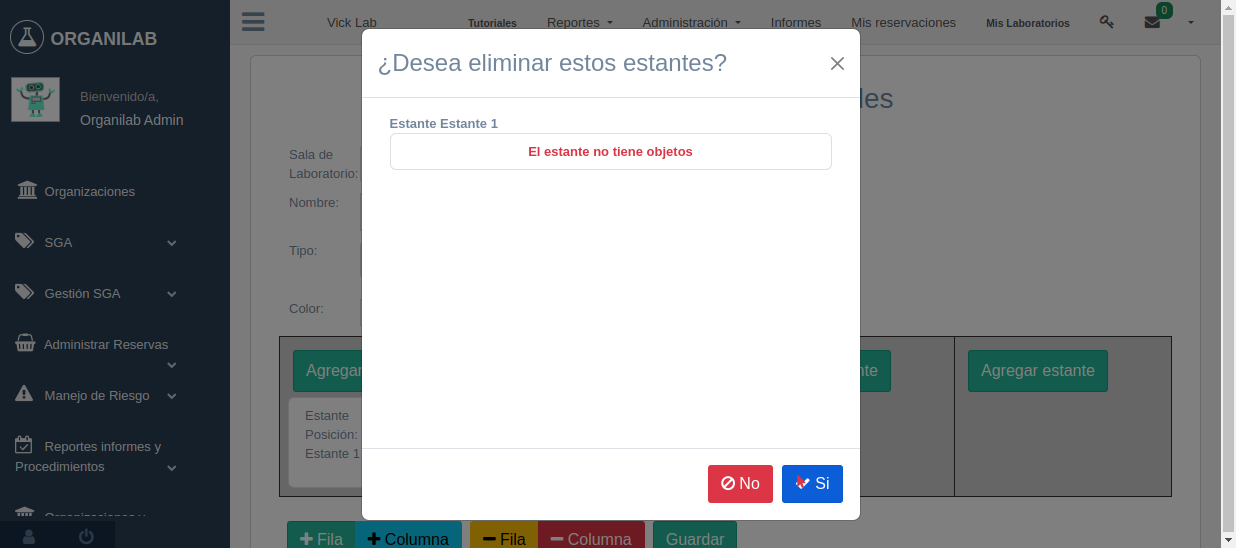 ORGANILAB
Bienvenido/a,
Organilab Admin
Organizaciones
SGA
Gestión SGA
Administrar Reservas
Manejo de Riesgo
Reportes informes y
Procedimientos
Vick Lab
Tutoriales
Reportes
Administración
Informes
Mis reservaciones
Mis Laboratorios
0
¿Desea eliminar estos estantes?
Estante Estante 1
El estante no tiene objetos
No
Si
Sala de
Laboratorio:
Nombre:
Tipo:
Color:
Agregar
Agregar estante
Estante
Posición:
Estante 1
Fila
Columna
Fila
Columna
Guardar